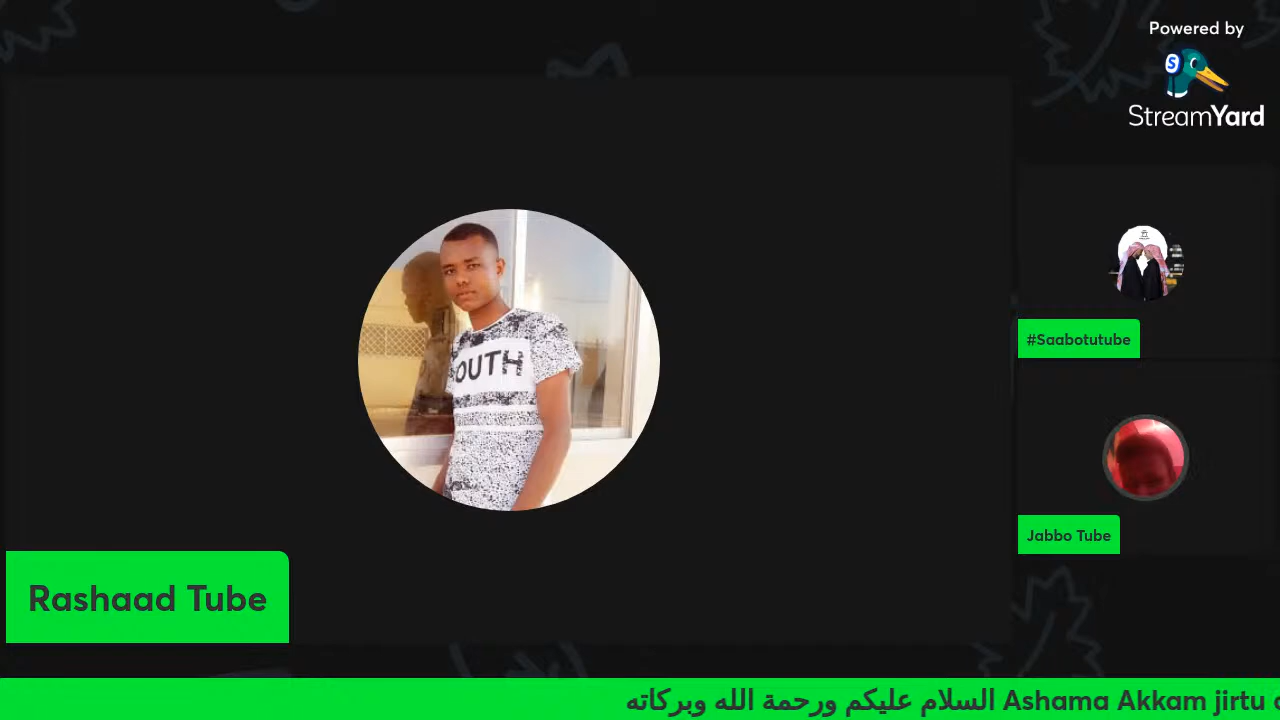 Powered by
StreamYard
OUTH
#Saabotutube
Jabbo Tube
Rashaad Tube
السلام عليكم ورحمة الله وبركاته Ashama Akkam jirtu